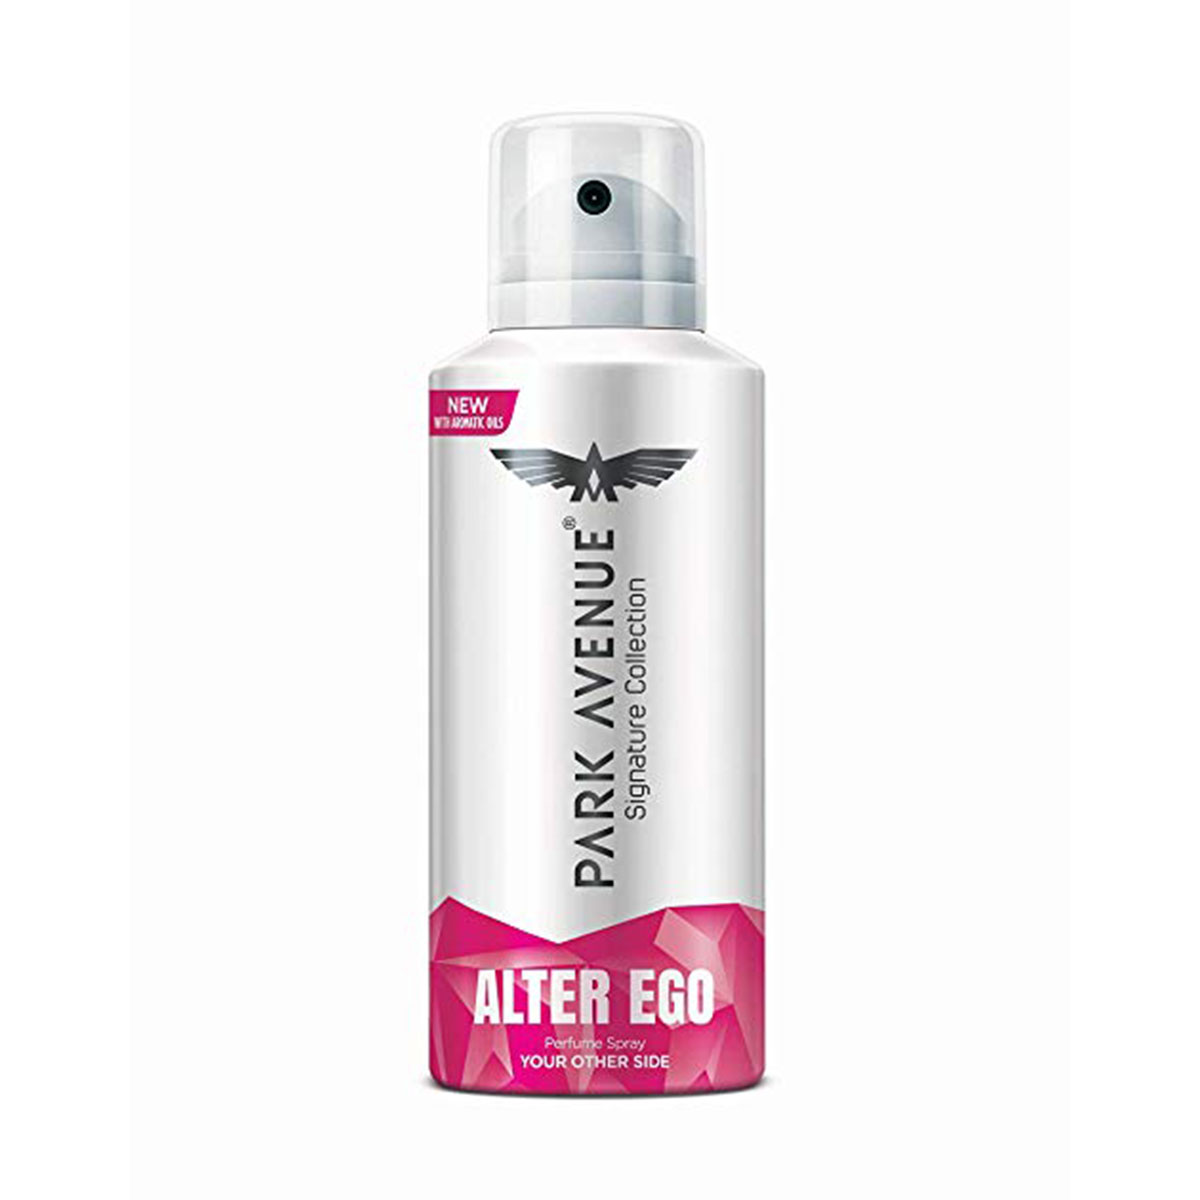 NEW
WITH AROMATIC OILS
PARK AVENUE®
Signature Collection
ALTER EGO
Perfume Spray
YOUR OTHER SIDE